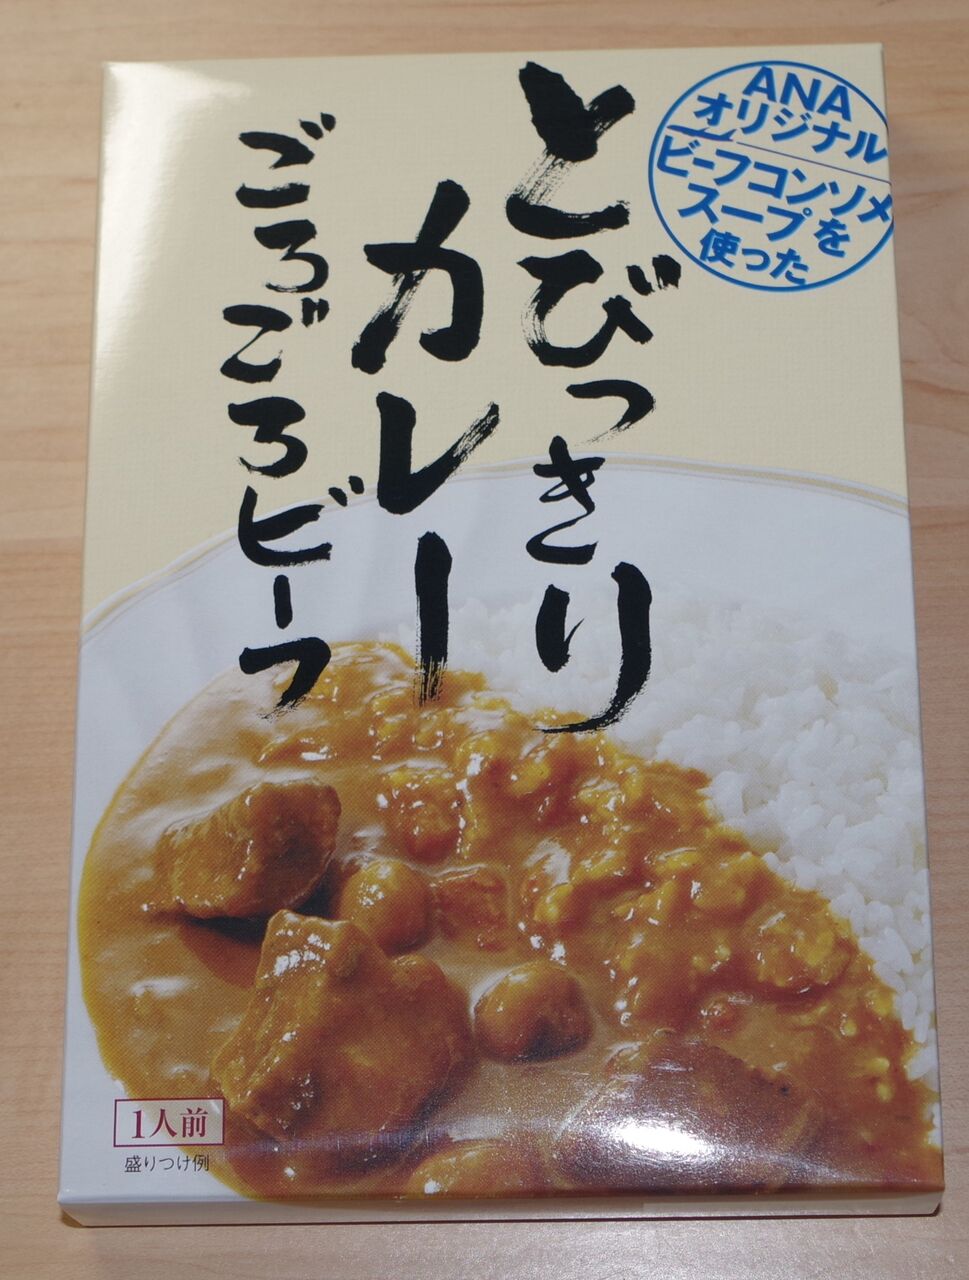 ANA
オリジナル
ビーフコンソメ
スープを
使った
とびっきり
カレー
ごろごろビーフ
1人前
盛りつけ例